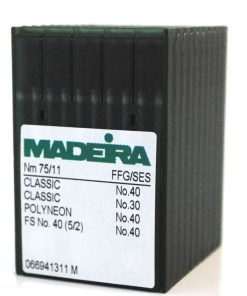 MADEIRA
Nm 75/11 FFG/SES
CLASSIC No.40
CLASSIC No.30
POLYNEON No.40
FS No. 40 (5/2) No.40
066941311 M